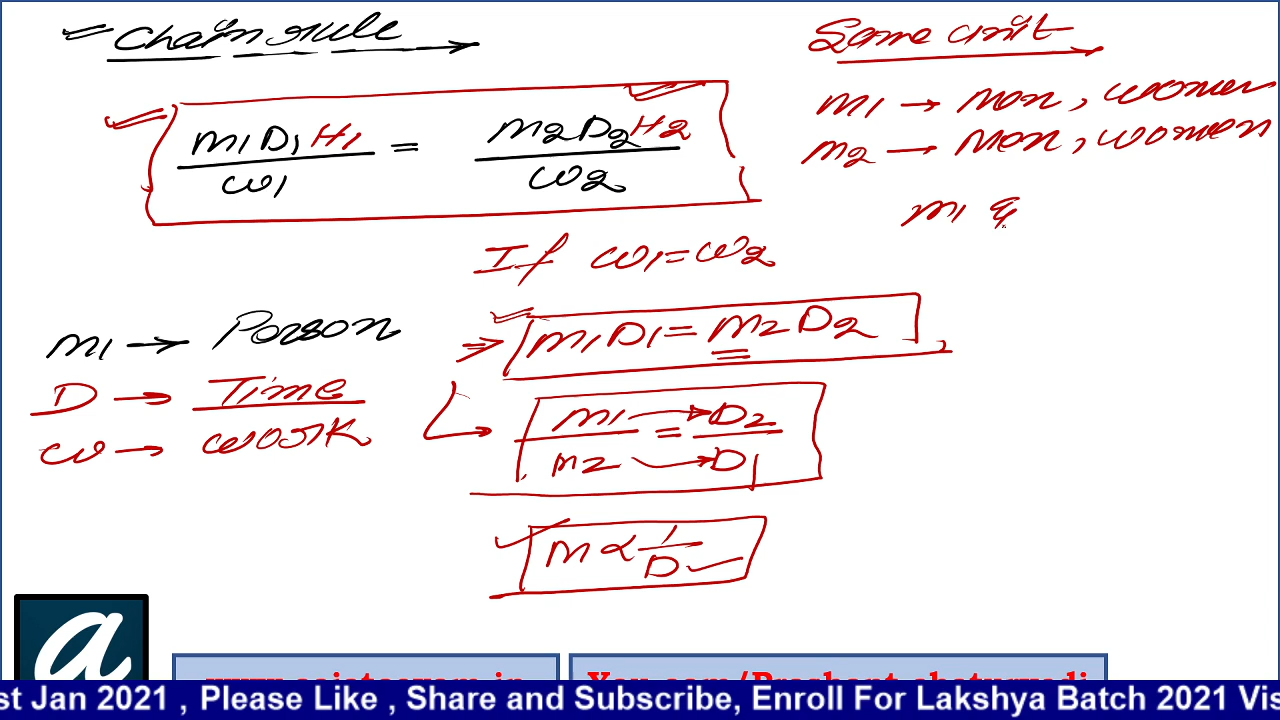 Chain rule
M1D1H1 / W1 = M2D2H2 / W2
If W1=W2
M1 → Person
D → Time
W → Work
⇒ M1D1 = M2D2
M1 / M2 = D2 / D1
M ∝ 1/D
Same unit
M1 → Men, women
M2 → Men, women
M1 &
a
st Jan 2021 , Please Like , Share and Subscribe, Enroll For Lakshya Batch 2021 Vis